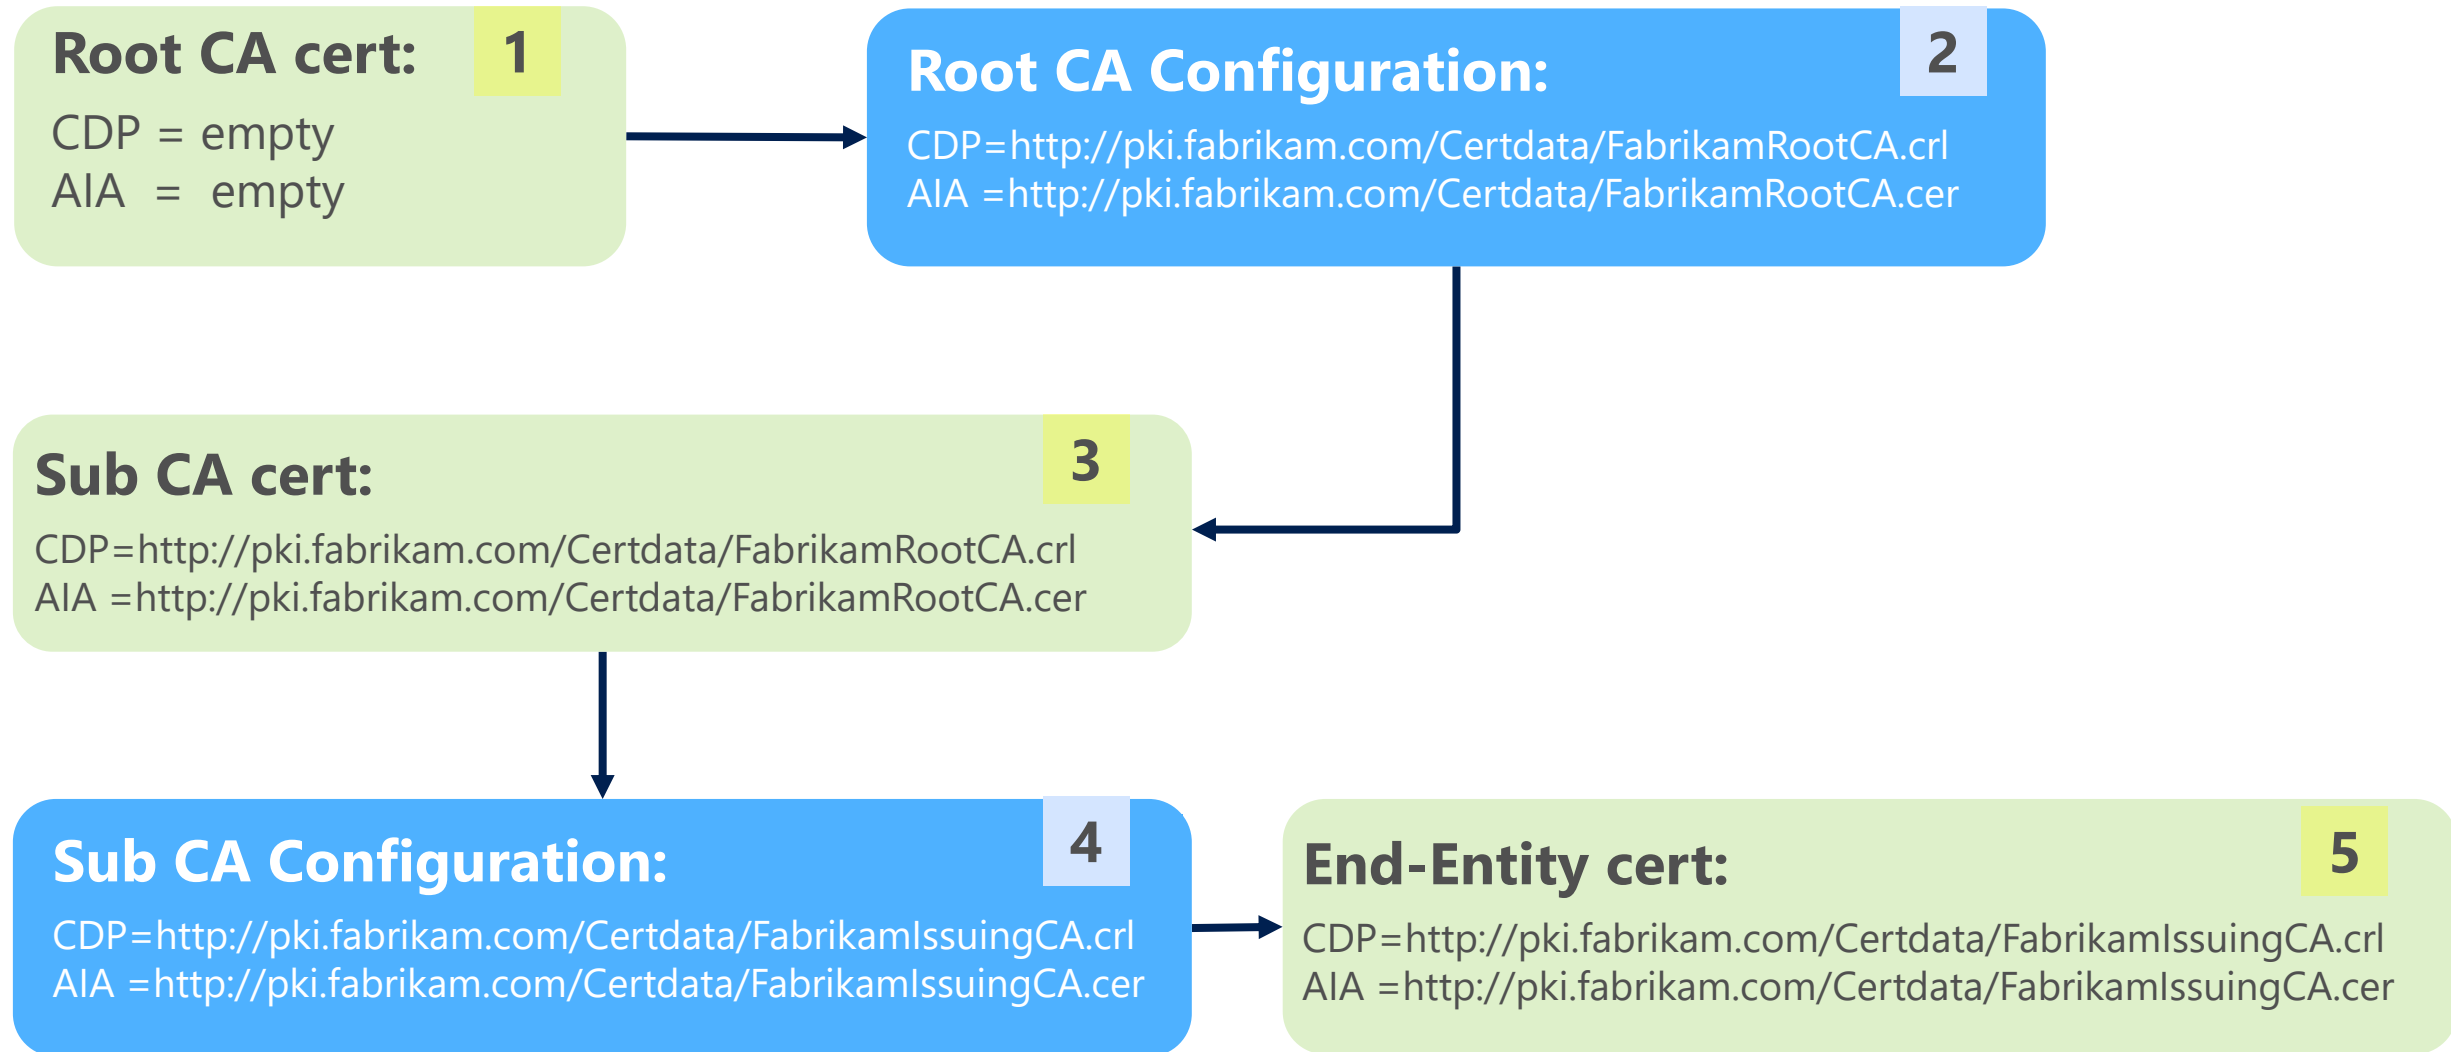 Root CA cert: 1
CDP = empty
AIA = empty
Root CA Configuration: 2
CDP=http://pki.fabrikam.com/Certdata/FabrikamRootCA.crl
AIA =http://pki.fabrikam.com/Certdata/FabrikamRootCA.cer
Sub CA cert: 3
CDP=http://pki.fabrikam.com/Certdata/FabrikamRootCA.crl
AIA =http://pki.fabrikam.com/Certdata/FabrikamRootCA.cer
Sub CA Configuration: 4
CDP=http://pki.fabrikam.com/Certdata/FabrikamIssuingCA.crl
AIA =http://pki.fabrikam.com/Certdata/FabrikamIssuingCA.cer
End-Entity cert: 5
CDP=http://pki.fabrikam.com/Certdata/FabrikamIssuingCA.crl
AIA =http://pki.fabrikam.com/Certdata/FabrikamIssuingCA.cer